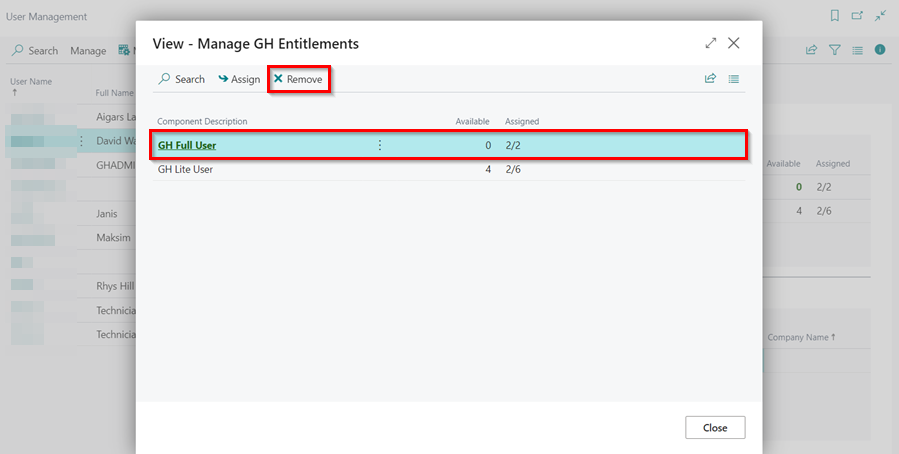 User Management
Search Manage
User Name ↑
Full Name
Aigars La
David Wa
GHADMI
Janis
Maksim
Rhys Hill
Technicia
Technicia
View - Manage GH Entitlements
Search Assign Remove
Component Description Available Assigned
GH Full User 0 2/2
GH Lite User 4 2/6
Close
Available Assigned
0 2/2
4 2/6
Company Name ↑